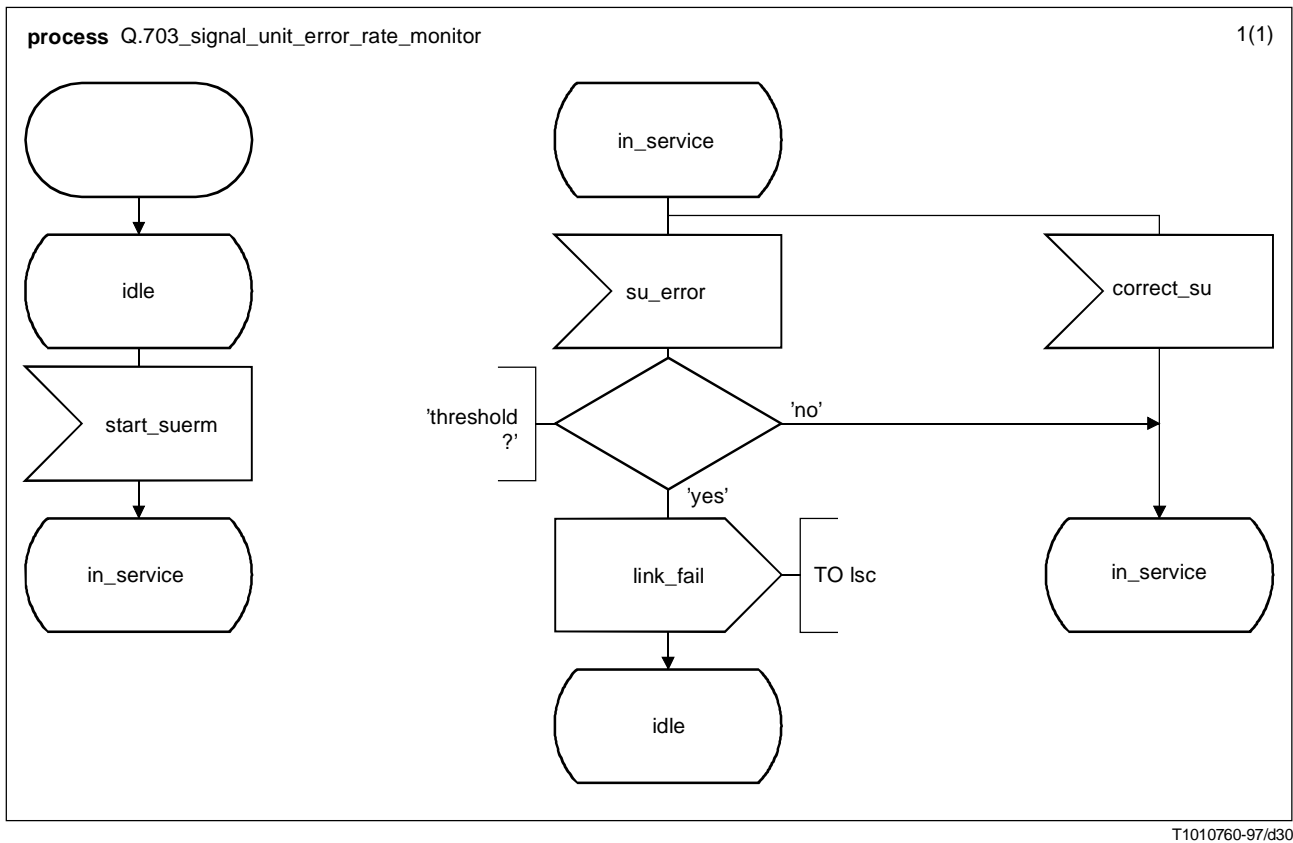 process Q.703_signal_unit_error_rate_monitor
1(1)
in_service
idle
su_error
correct_su
start_suerm
'threshold
?'
'no'
'yes'
in_service
link_fail
TO lsc
in_service
idle
T1010760-97/d30